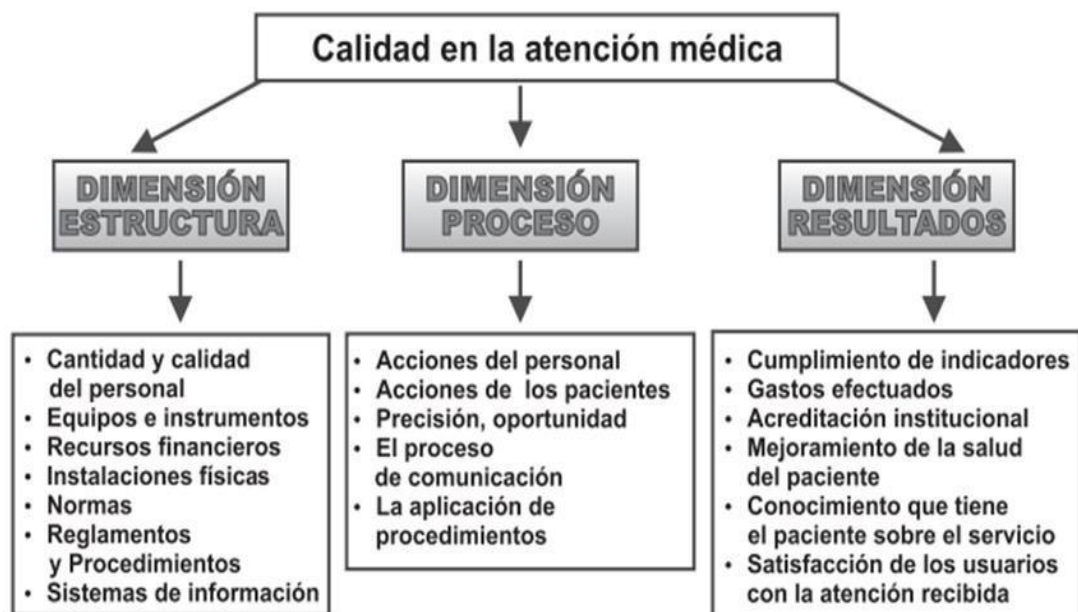 Calidad en la atención médica
DIMENSIÓN
ESTRUCTURA
DIMENSIÓN
PROCESO
DIMENSIÓN
RESULTADOS
• Cantidad y calidad
del personal
• Equipos e instrumentos
• Recursos financieros
• Instalaciones físicas
• Normas
• Reglamentos
y Procedimientos
• Sistemas de información
• Acciones del personal
• Acciones de los pacientes
• Precisión, oportunidad
• El proceso
de comunicación
• La aplicación de
procedimientos
• Cumplimiento de indicadores
• Gastos efectuados
• Acreditación institucional
• Mejoramiento de la salud
del paciente
• Conocimiento que tiene
el paciente sobre el servicio
• Satisfacción de los usuarios
con la atención recibida